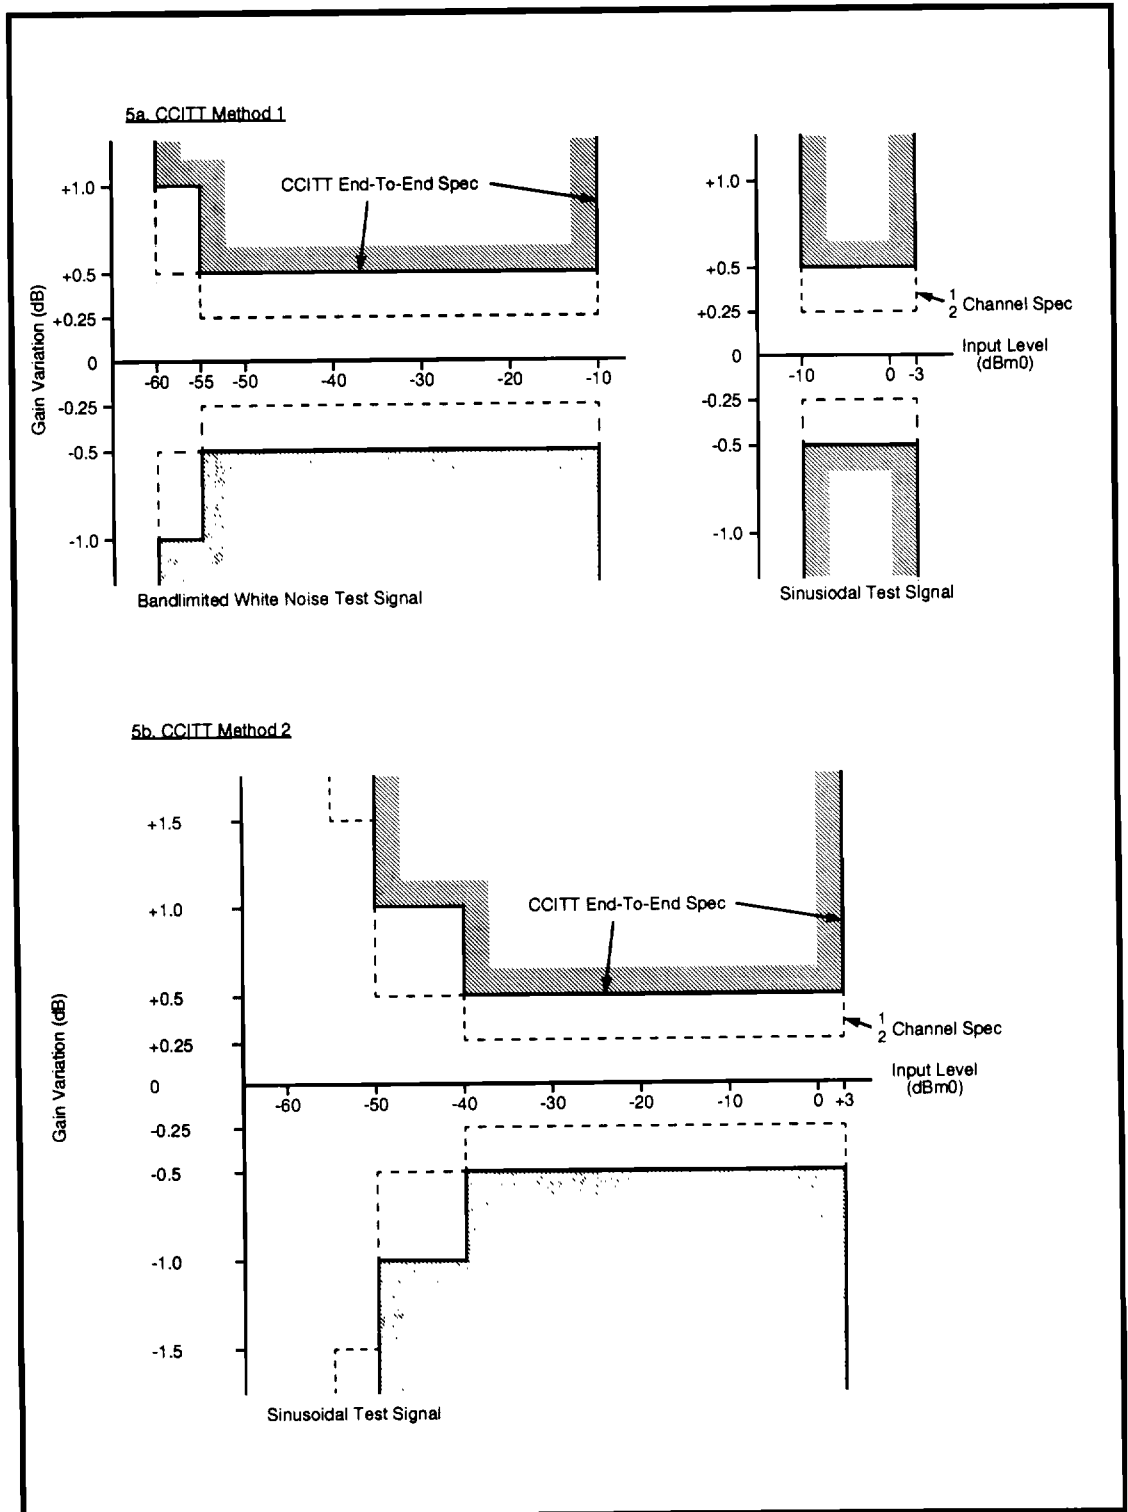 5a. CCITT Method 1
CCITT End-To-End Spec
+1.0
+0.5
+0.25
0
-0.25
-0.5
-1.0
Gain Variation (dB)
-60 -55 -50 -40 -30 -20 -10
Bandlimited White Noise Test Signal
+1.0
+0.5
+0.25
0
-0.25
-0.5
-1.0
1/2 Channel Spec
Input Level
(dBm0)
-10 0 -3
Sinusiodal Test Signal
5b. CCITT Method 2
+1.5
+1.0
+0.5
+0.25
0
-0.25
-0.5
-1.0
-1.5
Gain Variation (dB)
CCITT End-To-End Spec
1/2 Channel Spec
Input Level
(dBm0)
-60 -50 -40 -30 -20 -10 0 +3
Sinusoidal Test Signal